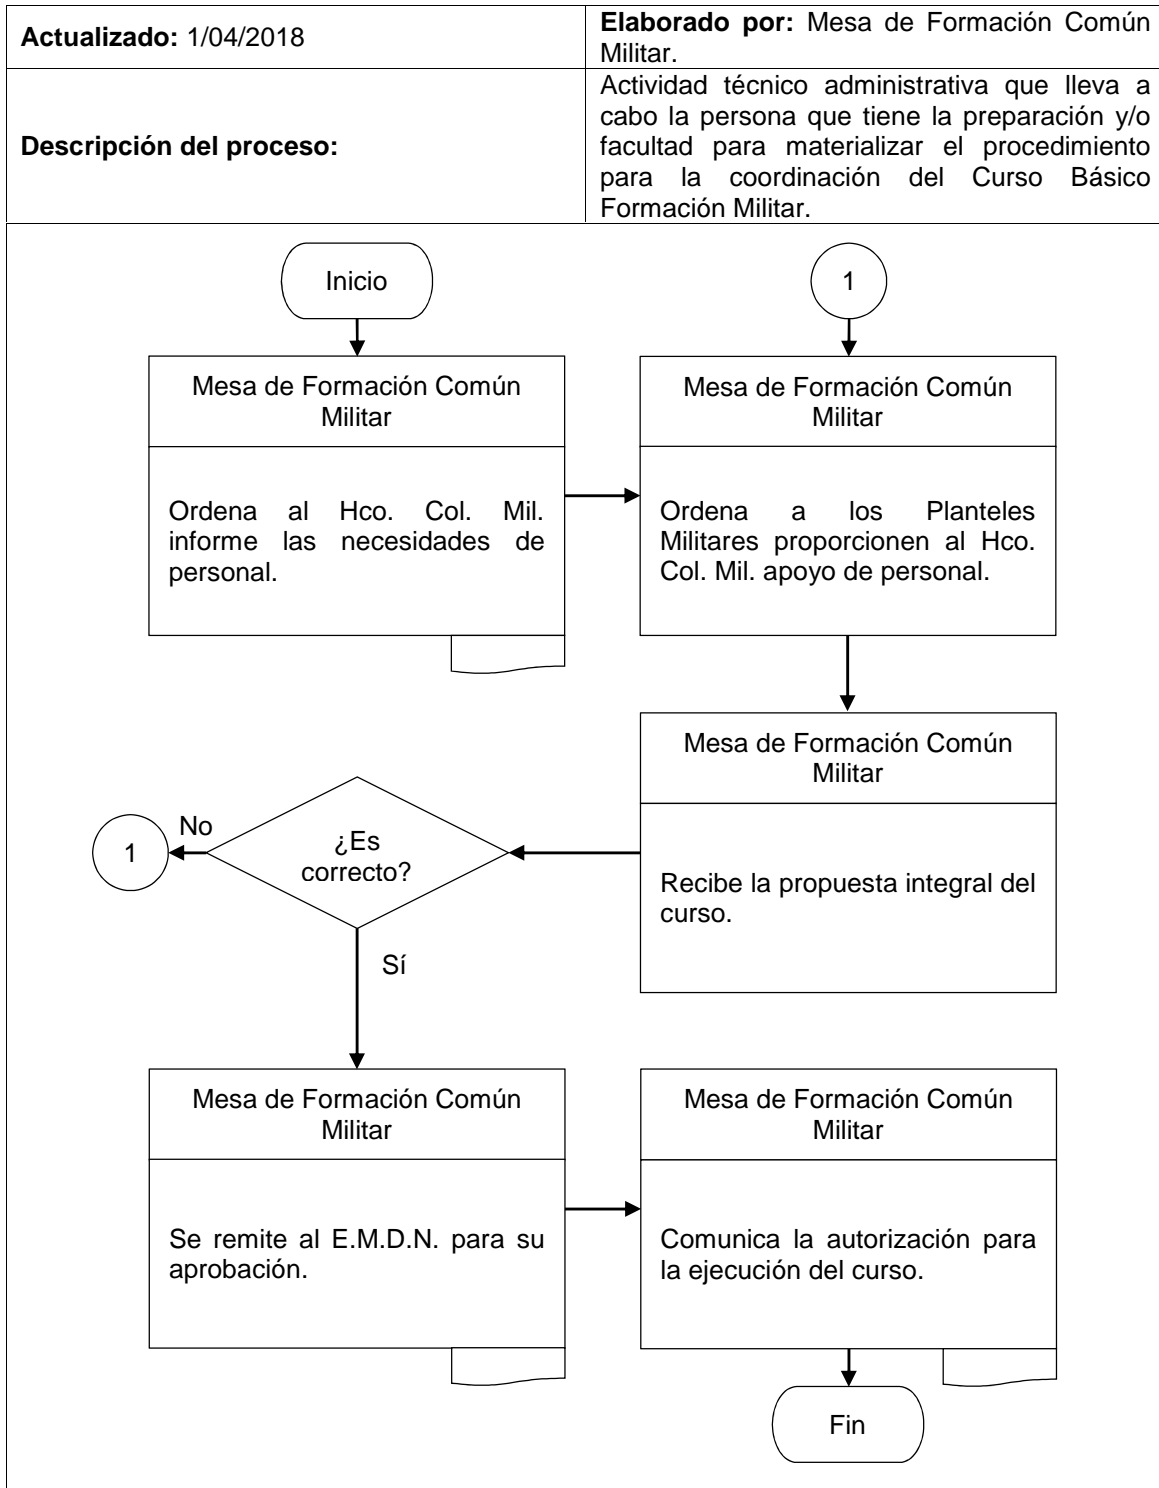 Actualizado: 1/04/2018
Elaborado por: Mesa de Formación Común
Militar.
Descripción del proceso:
Actividad técnico administrativa que lleva a
cabo la persona que tiene la preparación y/o
facultad para materializar el procedimiento
para la coordinación del Curso Básico
Formación Militar.
Inicio
Mesa de Formación Común
Militar
Ordena al Hco. Col. Mil.
informe las necesidades de
personal.
1
Mesa de Formación Común
Militar
Ordena a los Planteles
Militares proporcionen al Hco.
Col. Mil. apoyo de personal.
Mesa de Formación Común
Militar
Recibe la propuesta integral del
curso.
¿Es
correcto?
No
1
Sí
Mesa de Formación Común
Militar
Se remite al E.M.D.N. para su
aprobación.
Mesa de Formación Común
Militar
Comunica la autorización para
la ejecución del curso.
Fin